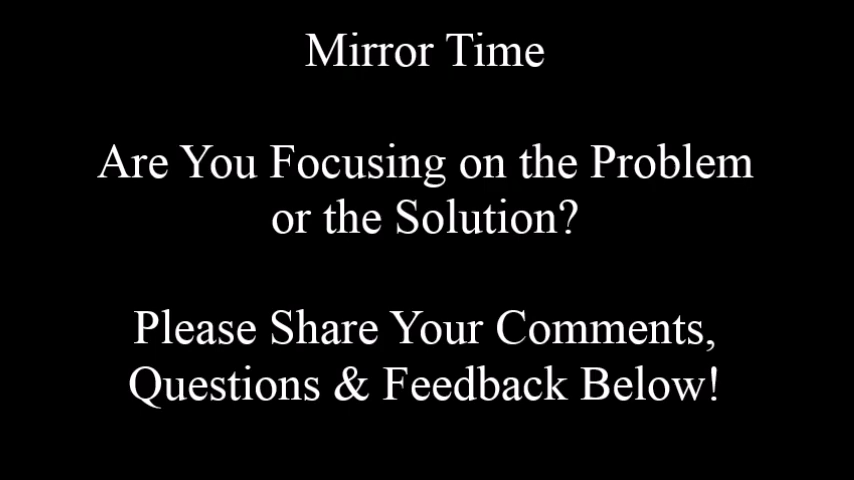 Mirror Time
Are You Focusing on the Problem
or the Solution?
Please Share Your Comments,
Questions & Feedback Below!